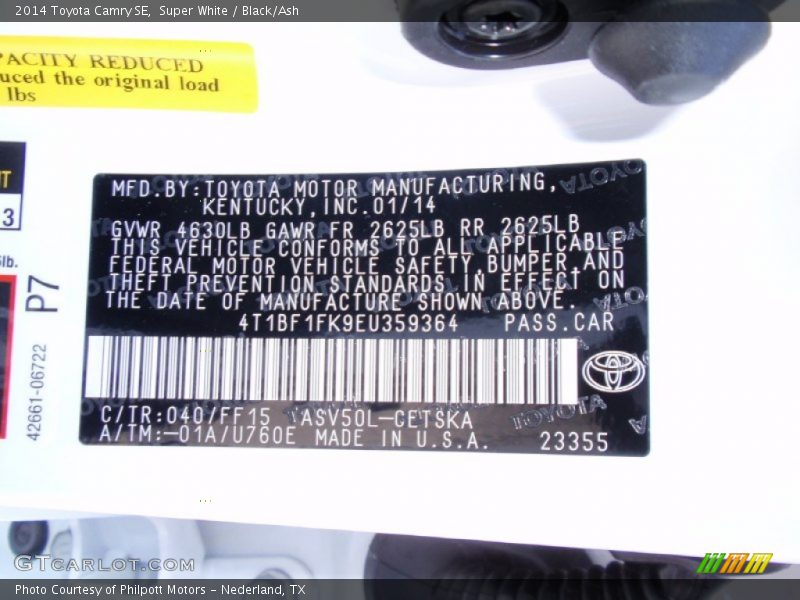 2014 Toyota Camry SE, Super White / Black/Ash
PACITY REDUCED
uced the original load
lbs
3
lb.
P7
42661-06722
MFD.BY:TOYOTA MOTOR MANUFACTURING,
KENTUCKY,INC.01/14
GVWR 4630LB GAWR FR 2625LB RR 2625LB
THIS VEHICLE CONFORMS TO ALL APPLICABLE
FEDERAL MOTOR VEHICLE SAFETY,BUMPER,AND
THEFT PREVENTION STANDARDS IN EFFECT ON
THE DATE OF MANUFACTURE SHOWN ABOVE.
4T1BF1FK9EU359364 PASS.CAR
C/TR:040/FF15 ASV50L-CETSKA
A/TM:-01A/U760E MADE IN U.S.A. 23355
GTcarlot.com
Photo Courtesy of Philpott Motors - Nederland, TX